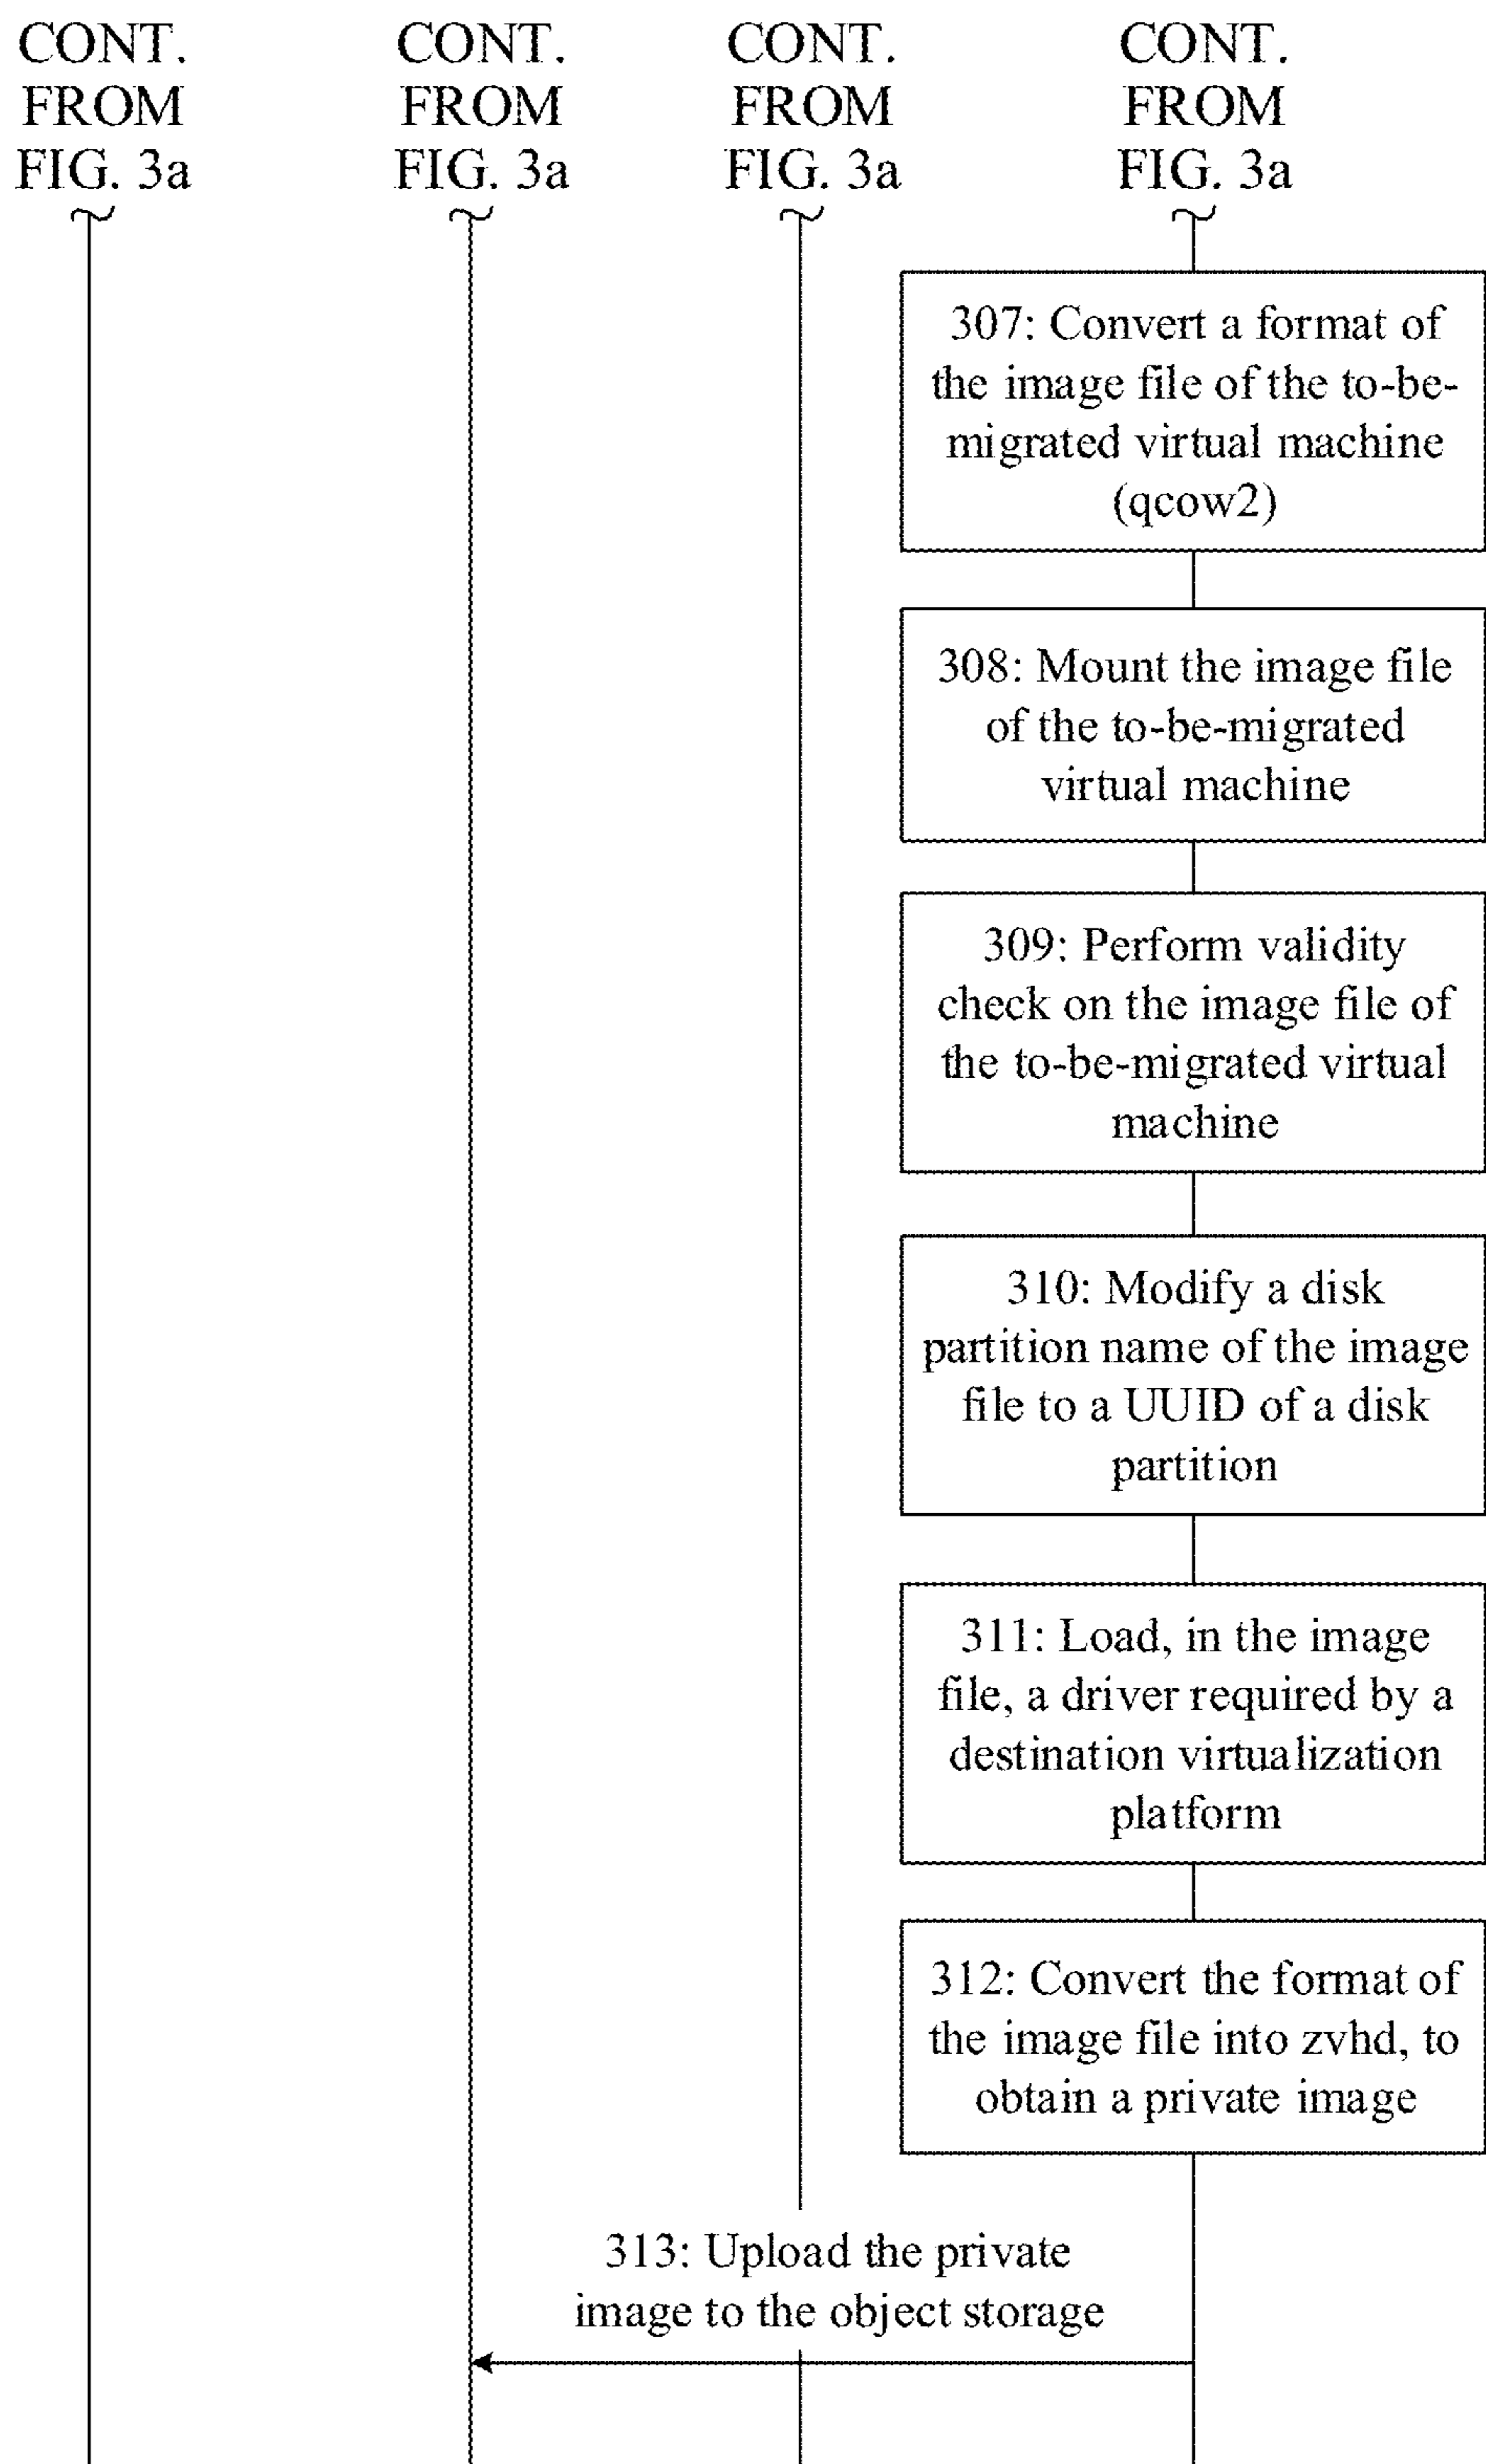 CONT.
FROM
FIG. 3a
CONT.
FROM
FIG. 3a
CONT.
FROM
FIG. 3a
CONT.
FROM
FIG. 3a
307: Convert a format of
the image file of the to-be-
migrated virtual machine
(qcow2)
308: Mount the image file
of the to-be-migrated
virtual machine
309: Perform validity
check on the image file of
the to-be-migrated virtual
machine
310: Modify a disk
partition name of the image
file to a UUID of a disk
partition
311: Load, in the image
file, a driver required by a
destination virtualization
platform
312: Convert the format of
the image file into zvhd, to
obtain a private image
313: Upload the private
image to the object storage